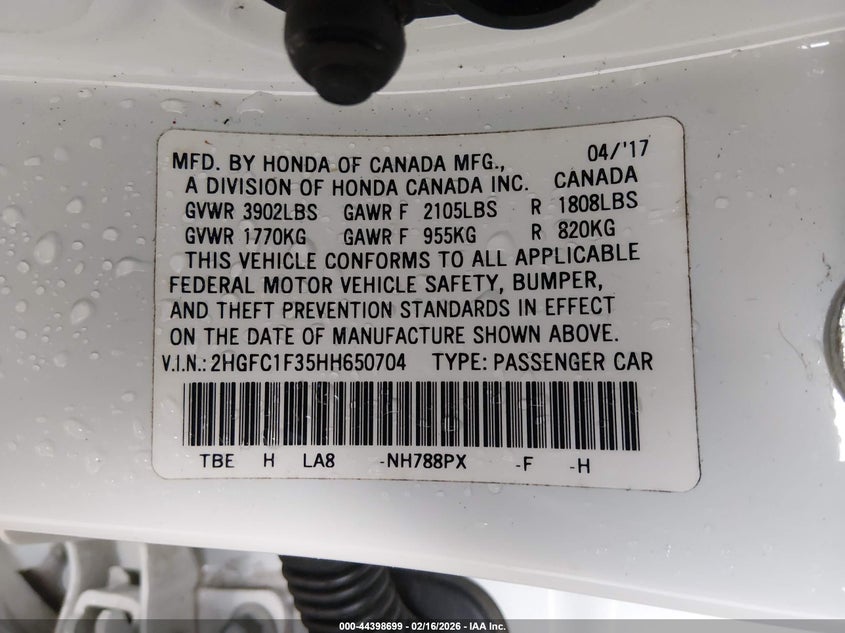 MFD. BY HONDA OF CANADA MFG., 04/'17
A DIVISION OF HONDA CANADA INC. CANADA
GVWR 3902LBS GAWR F 2105LBS R 1808LBS
GVWR 1770KG GAWR F 955KG R 820KG
THIS VEHICLE CONFORMS TO ALL APPLICABLE
FEDERAL MOTOR VEHICLE SAFETY, BUMPER,
AND THEFT PREVENTION STANDARDS IN EFFECT
ON THE DATE OF MANUFACTURE SHOWN ABOVE.
V.I.N.: 2HGFC1F35HH650704 TYPE: PASSENGER CAR
TBE H LA8 -NH788PX -F -H
000-44398699 - 02/16/2026 - IAA Inc.